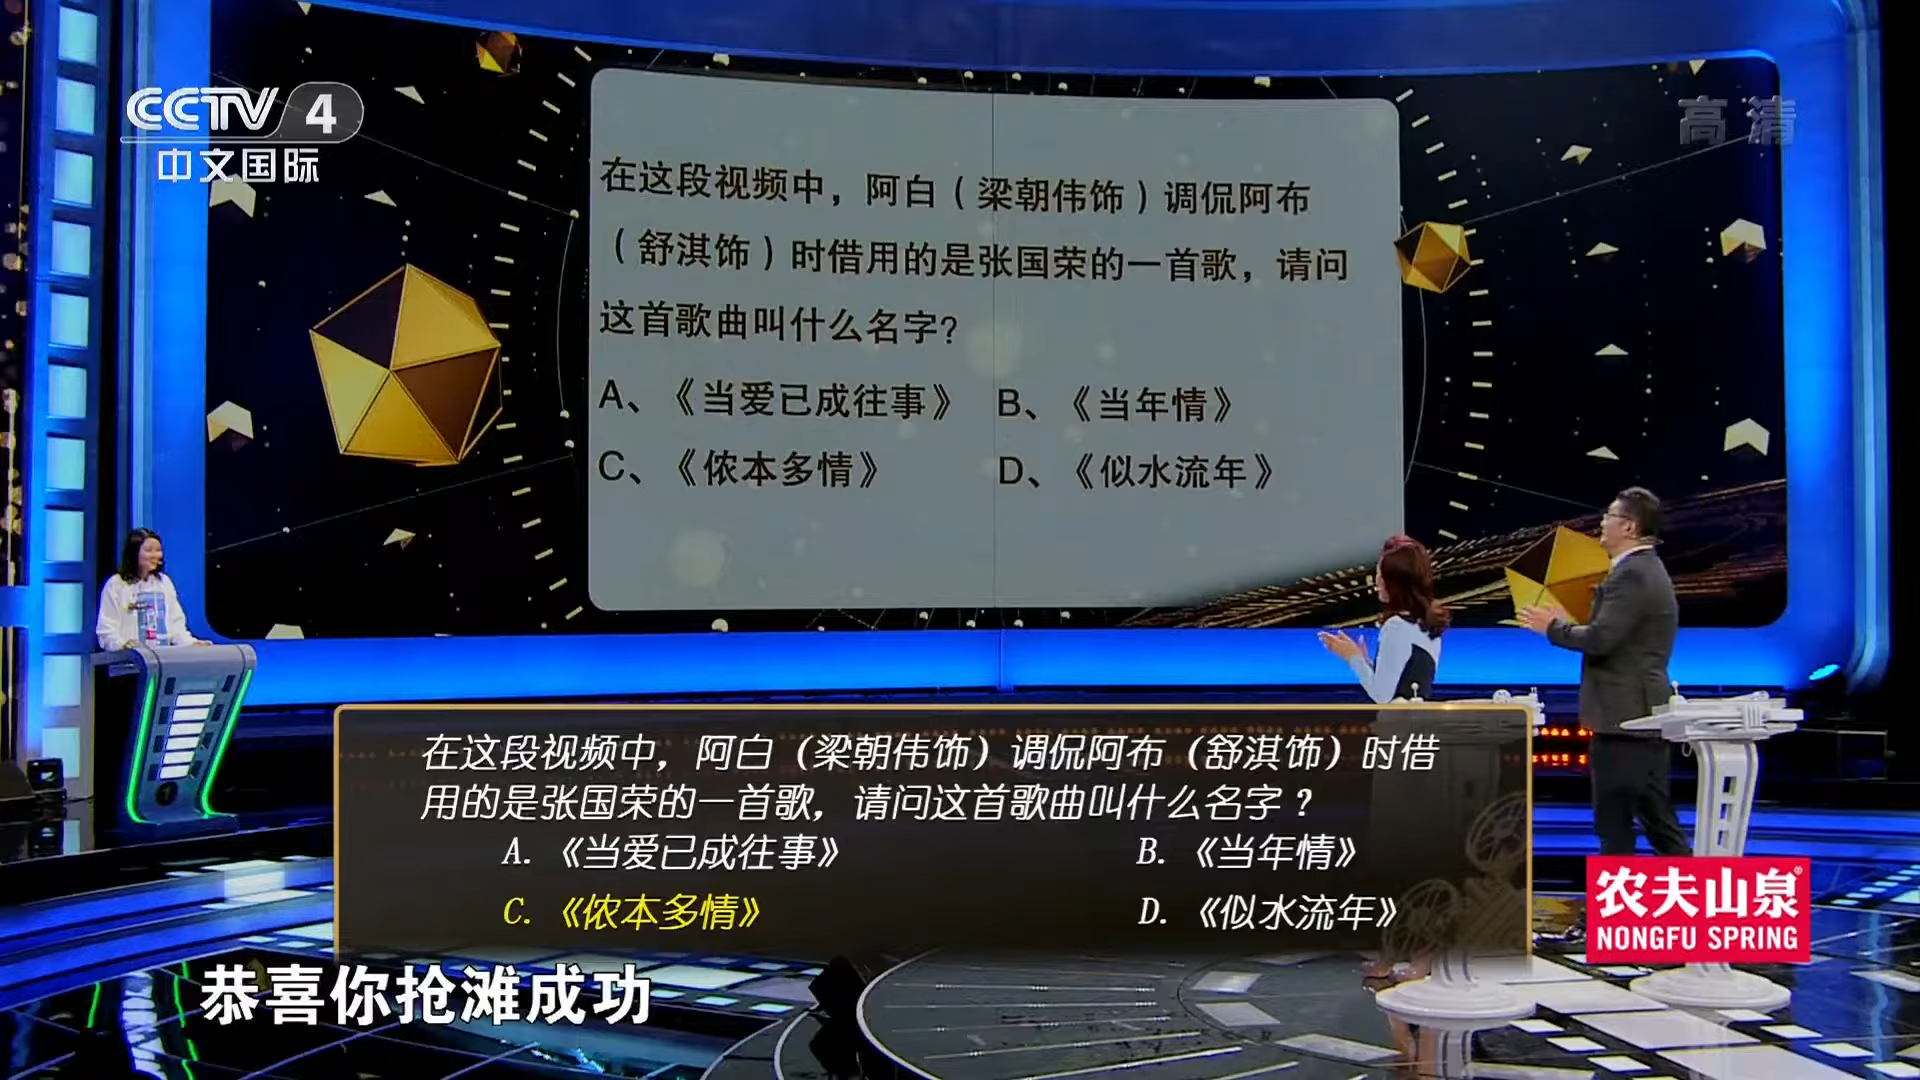 CCTV 4
中文国际
高清
在这段视频中，阿白（梁朝伟饰）调侃阿布
（舒淇饰）时借用的是张国荣的一首歌，请问
这首歌曲叫什么名字？
A、《当爱已成往事》 B、《当年情》
C、《侬本多情》 D、《似水流年》
在这段视频中，阿白（梁朝伟饰）调侃阿布（舒淇饰）时借
用的是张国荣的一首歌，请问这首歌曲叫什么名字？
A. 《当爱已成往事》 B. 《当年情》
C. 《侬本多情》 D. 《似水流年》
农夫山泉®
NONGFU SPRING
恭喜你抢滩成功